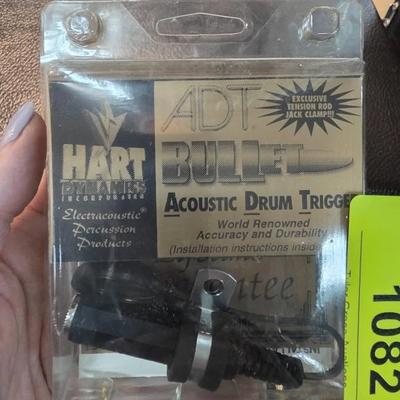 ADT
EXCLUSIVE
TENSION ROD
JACK CLAMP!!!
HART
DYNAMICS
INCORPORATED
Electracoustic®
Percussion
Products
BULLET
ACOUSTIC DRUM TRIGGE
World Renowned
Accuracy and Durability
(Installation instructions insid
1082